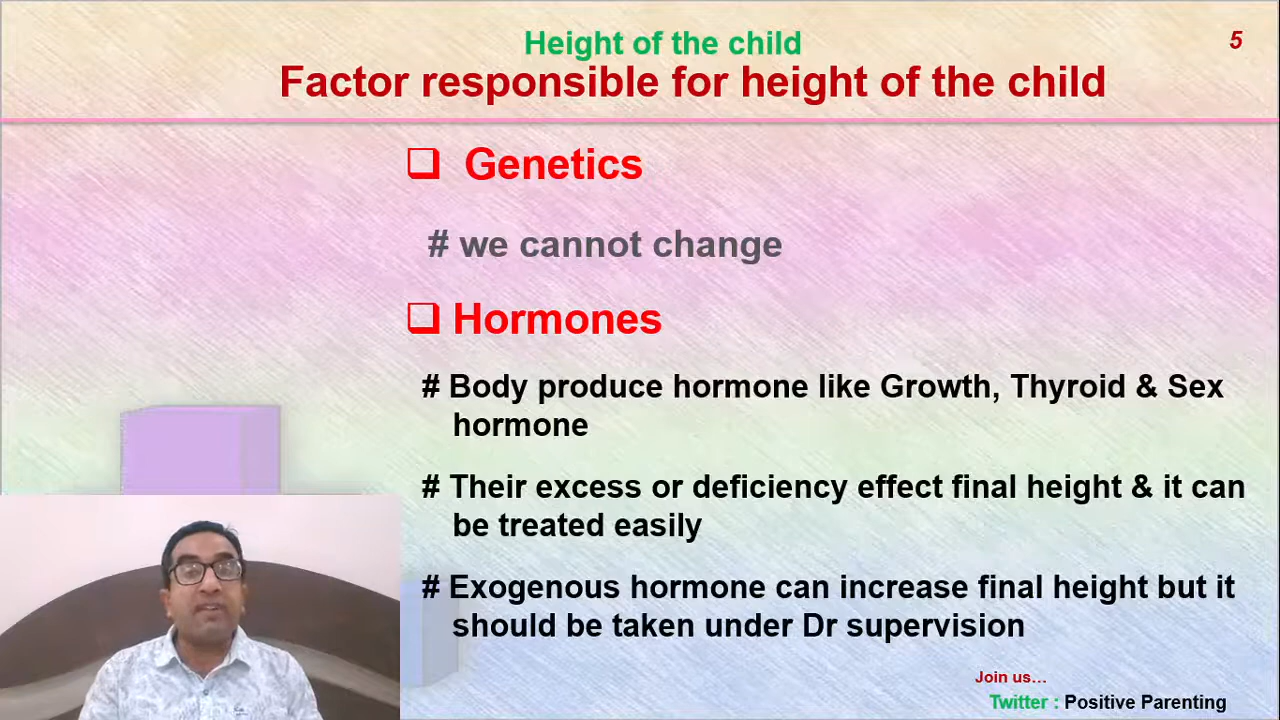 Height of the child
5
Factor responsible for height of the child
❑ Genetics
# we cannot change
❑ Hormones
# Body produce hormone like Growth, Thyroid & Sex
hormone
# Their excess or deficiency effect final height & it can
be treated easily
# Exogenous hormone can increase final height but it
should be taken under Dr supervision
Join us...
Twitter : Positive Parenting